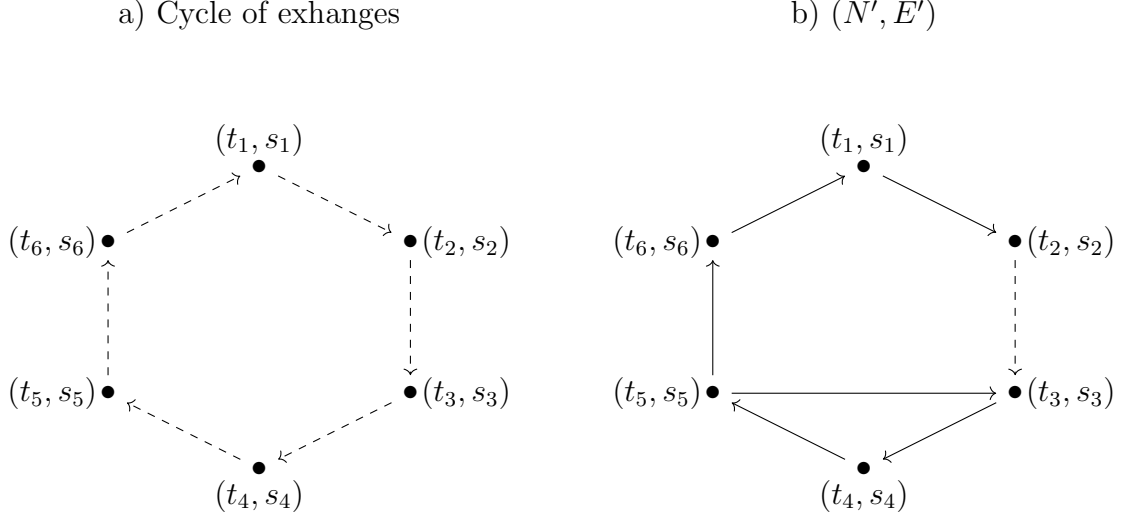 a) Cycle of exhanges
b) (N′, E′)
(t₁, s₁)
(t₆, s₆)
(t₂, s₂)
(t₅, s₅)
(t₃, s₃)
(t₄, s₄)
(t₁, s₁)
(t₆, s₆)
(t₂, s₂)
(t₅, s₅)
(t₃, s₃)
(t₄, s₄)